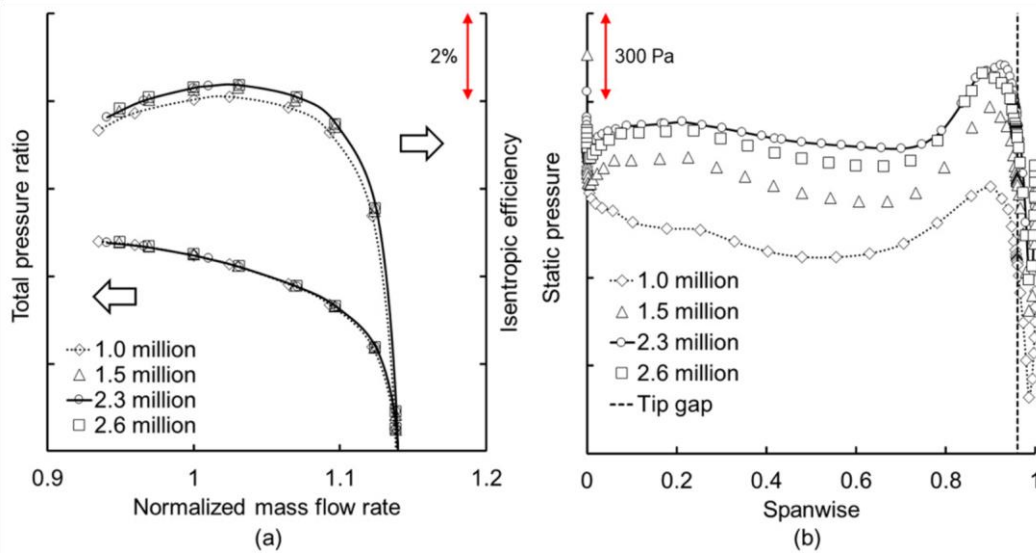 2%
Total pressure ratio
Isentropic efficiency
1.0 million
1.5 million
2.3 million
2.6 million
0.9
1
1.1
1.2
Normalized mass flow rate
(a)
300 Pa
Static pressure
1.0 million
1.5 million
2.3 million
2.6 million
Tip gap
0
0.2
0.4
0.6
0.8
1
Spanwise
(b)